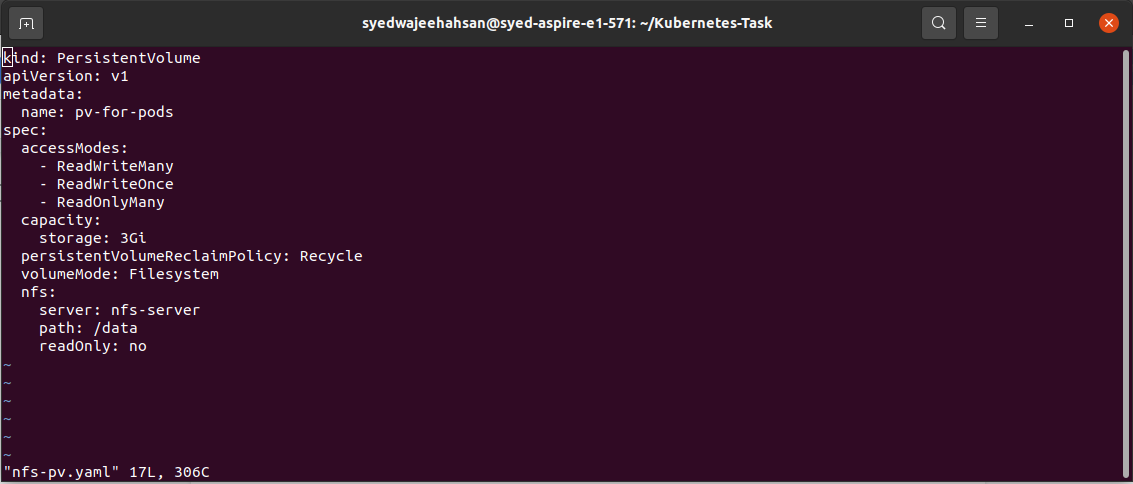 syedwajeehahsan@syed-aspire-e1-571: ~/Kubernetes-Task
kind: PersistentVolume
apiVersion: v1
metadata:
  name: pv-for-pods
spec:
  accessModes:
    - ReadWriteMany
    - ReadWriteOnce
    - ReadOnlyMany
  capacity:
    storage: 3Gi
  persistentVolumeReclaimPolicy: Recycle
  volumeMode: Filesystem
  nfs:
    server: nfs-server
    path: /data
    readOnly: no
~
~
~
~
~
~
"nfs-pv.yaml" 17L, 306C